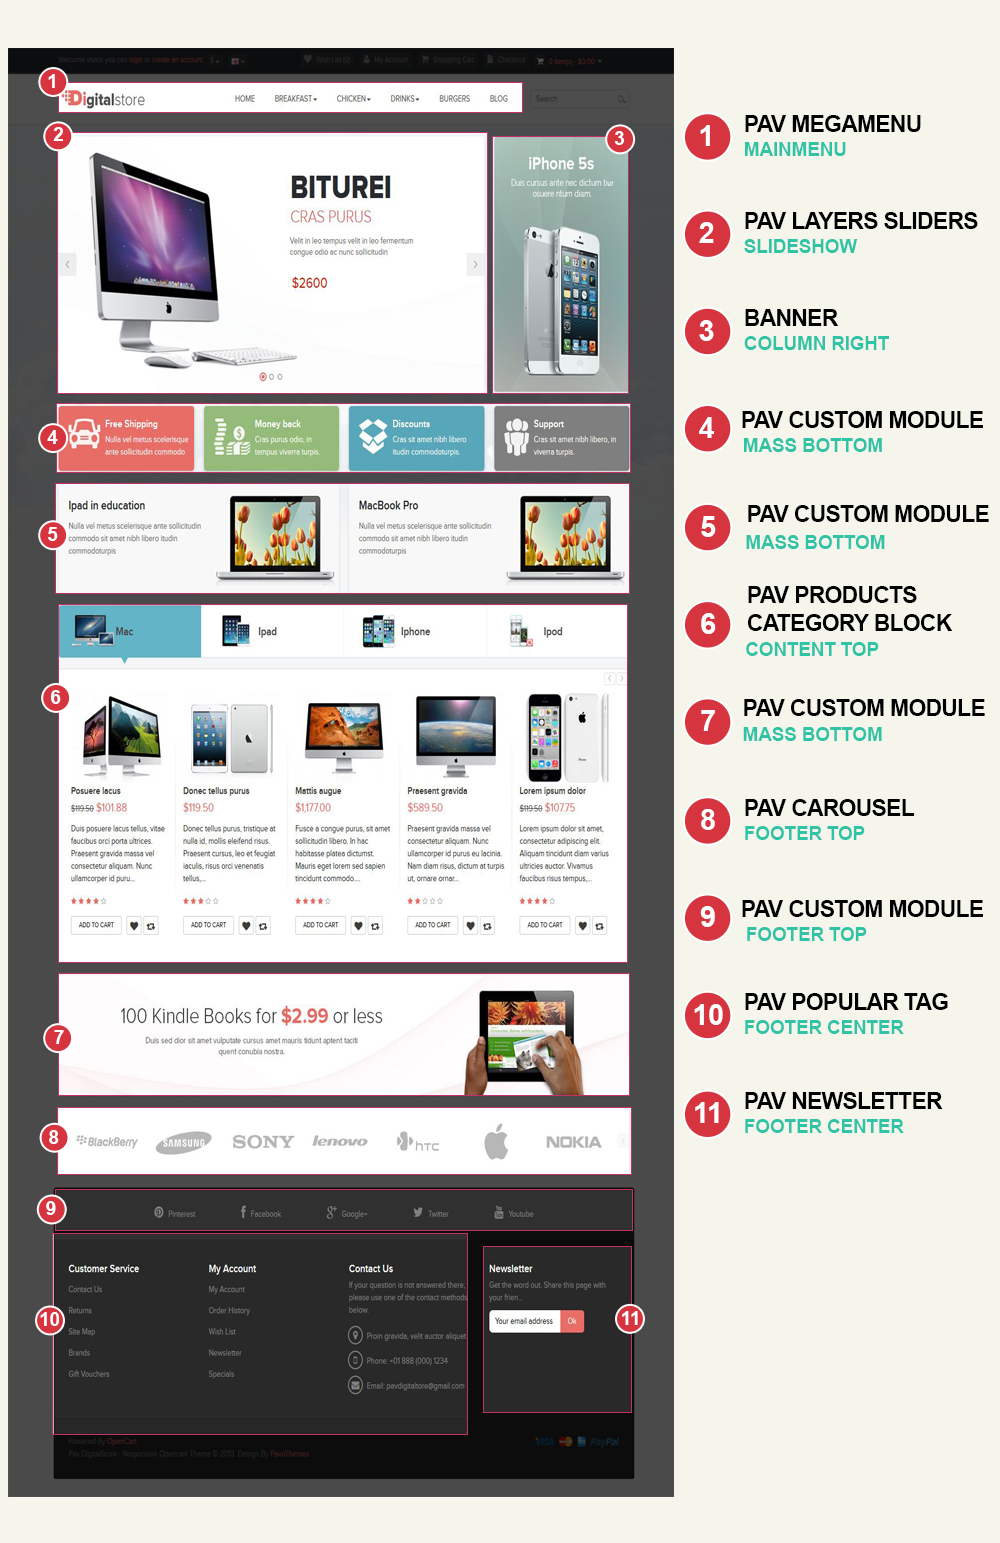 Welcome visitor you can login or create an account
$
Wish List (0)
My Account
Shopping Cart
Checkout
0 item(s) - $0.00
1
Digitalstore
HOME
BREAKFAST
CHICKEN
DRINKS
BURGERS
BLOG
Search
2
BITUREI
CRAS PURUS
Velit in leo tempus velit in leo fermentum
congue odio ac nunc sollicitudin
$2600
3
iPhone 5s
Duis cursus ante nec dictum tiur
osuere ntum diam.
4
Free Shipping
Nulla vel metus scelerisque
ante sollicitudin commodo
Money back
Cras purus odio, in
tempus viverra turpis.
Discounts
Cras sit amet nibh libero
itudin commodoturpis.
Support
Cras sit amet nibh libero, in
viverra turpis.
5
Ipad in education
Nulla vel metus scelerisque ante sollicitudin
commodo sit amet nibh libero itudin
commodoturpis
MacBook Pro
Nulla vel metus scelerisque ante sollicitudin
commodo sit amet nibh libero itudin
commodoturpis
Mac
Ipad
Iphone
Ipod
6
Posuere lacus
$119.50 $101.88
Duis posuere lacus tellus, vitae
faucibus orci porta ultrices.
Praesent gravida massa vel
consectetur aliquam. Nunc
ullamcorper id puru...
ADD TO CART
Donec tellus purus
$119.50
Donec tellus purus, tristique at
nulla id, mollis eleifend risus.
Praesent cursus, leo et feugiat
iaculis, risus orci venenatis
tellus,...
ADD TO CART
Mattis augue
$1,177.00
Fusce a congue purus, sit amet
sollicitudin libero. In hac
habitasse platea dictumst.
Mauris eget lorem sed sapien
tincidunt commodo....
ADD TO CART
Praesent gravida
$589.50
Praesent gravida massa vel
consectetur aliquam. Nunc
ullamcorper id purus eu lacinia.
Nam diam risus, dictum at turpis
ut, ornare ornar...
ADD TO CART
Lorem ipsum dolor
$119.50 $107.75
Lorem ipsum dolor sit amet,
consectetur adipiscing elit.
Aliquam tincidunt diam varius
ultricies auctor. Vivamus
faucibus risus tempus,...
ADD TO CART
7
100 Kindle Books for $2.99 or less
Duis sed dior sit amet vulputate cursus amet mauris tidunt aptent taciti
quent conubia nostra.
8
BlackBerry
SAMSUNG
SONY
lenovo
hTC
NOKIA
9
Pinterest
Facebook
Google+
Twitter
Youtube
10
Customer Service
Contact Us
Returns
Site Map
Brands
Gift Vouchers
My Account
My Account
Order History
Wish List
Newsletter
Specials
Contact Us
If your question is not answered there,
please use one of the contact methods
below.
Proin gravida, velit auctor aliquet
Phone: +01 888 (000) 1234
Email: pavdigitaltore@gmail.com
11
Newsletter
Get the word out. Share this page with
your frien...
Your email address
Ok
Powered By OpenCart
Pav DigitalStore - Responsive Opencart Theme © 2013. Design By PavoThemes
VISA
PayPal
1
PAV MEGAMENU
MAINMENU
2
PAV LAYERS SLIDERS
SLIDESHOW
3
BANNER
COLUMN RIGHT
4
PAV CUSTOM MODULE
MASS BOTTOM
5
PAV CUSTOM MODULE
MASS BOTTOM
6
PAV PRODUCTS
CATEGORY BLOCK
CONTENT TOP
7
PAV CUSTOM MODULE
MASS BOTTOM
8
PAV CAROUSEL
FOOTER TOP
9
PAV CUSTOM MODULE
FOOTER TOP
10
PAV POPULAR TAG
FOOTER CENTER
11
PAV NEWSLETTER
FOOTER CENTER